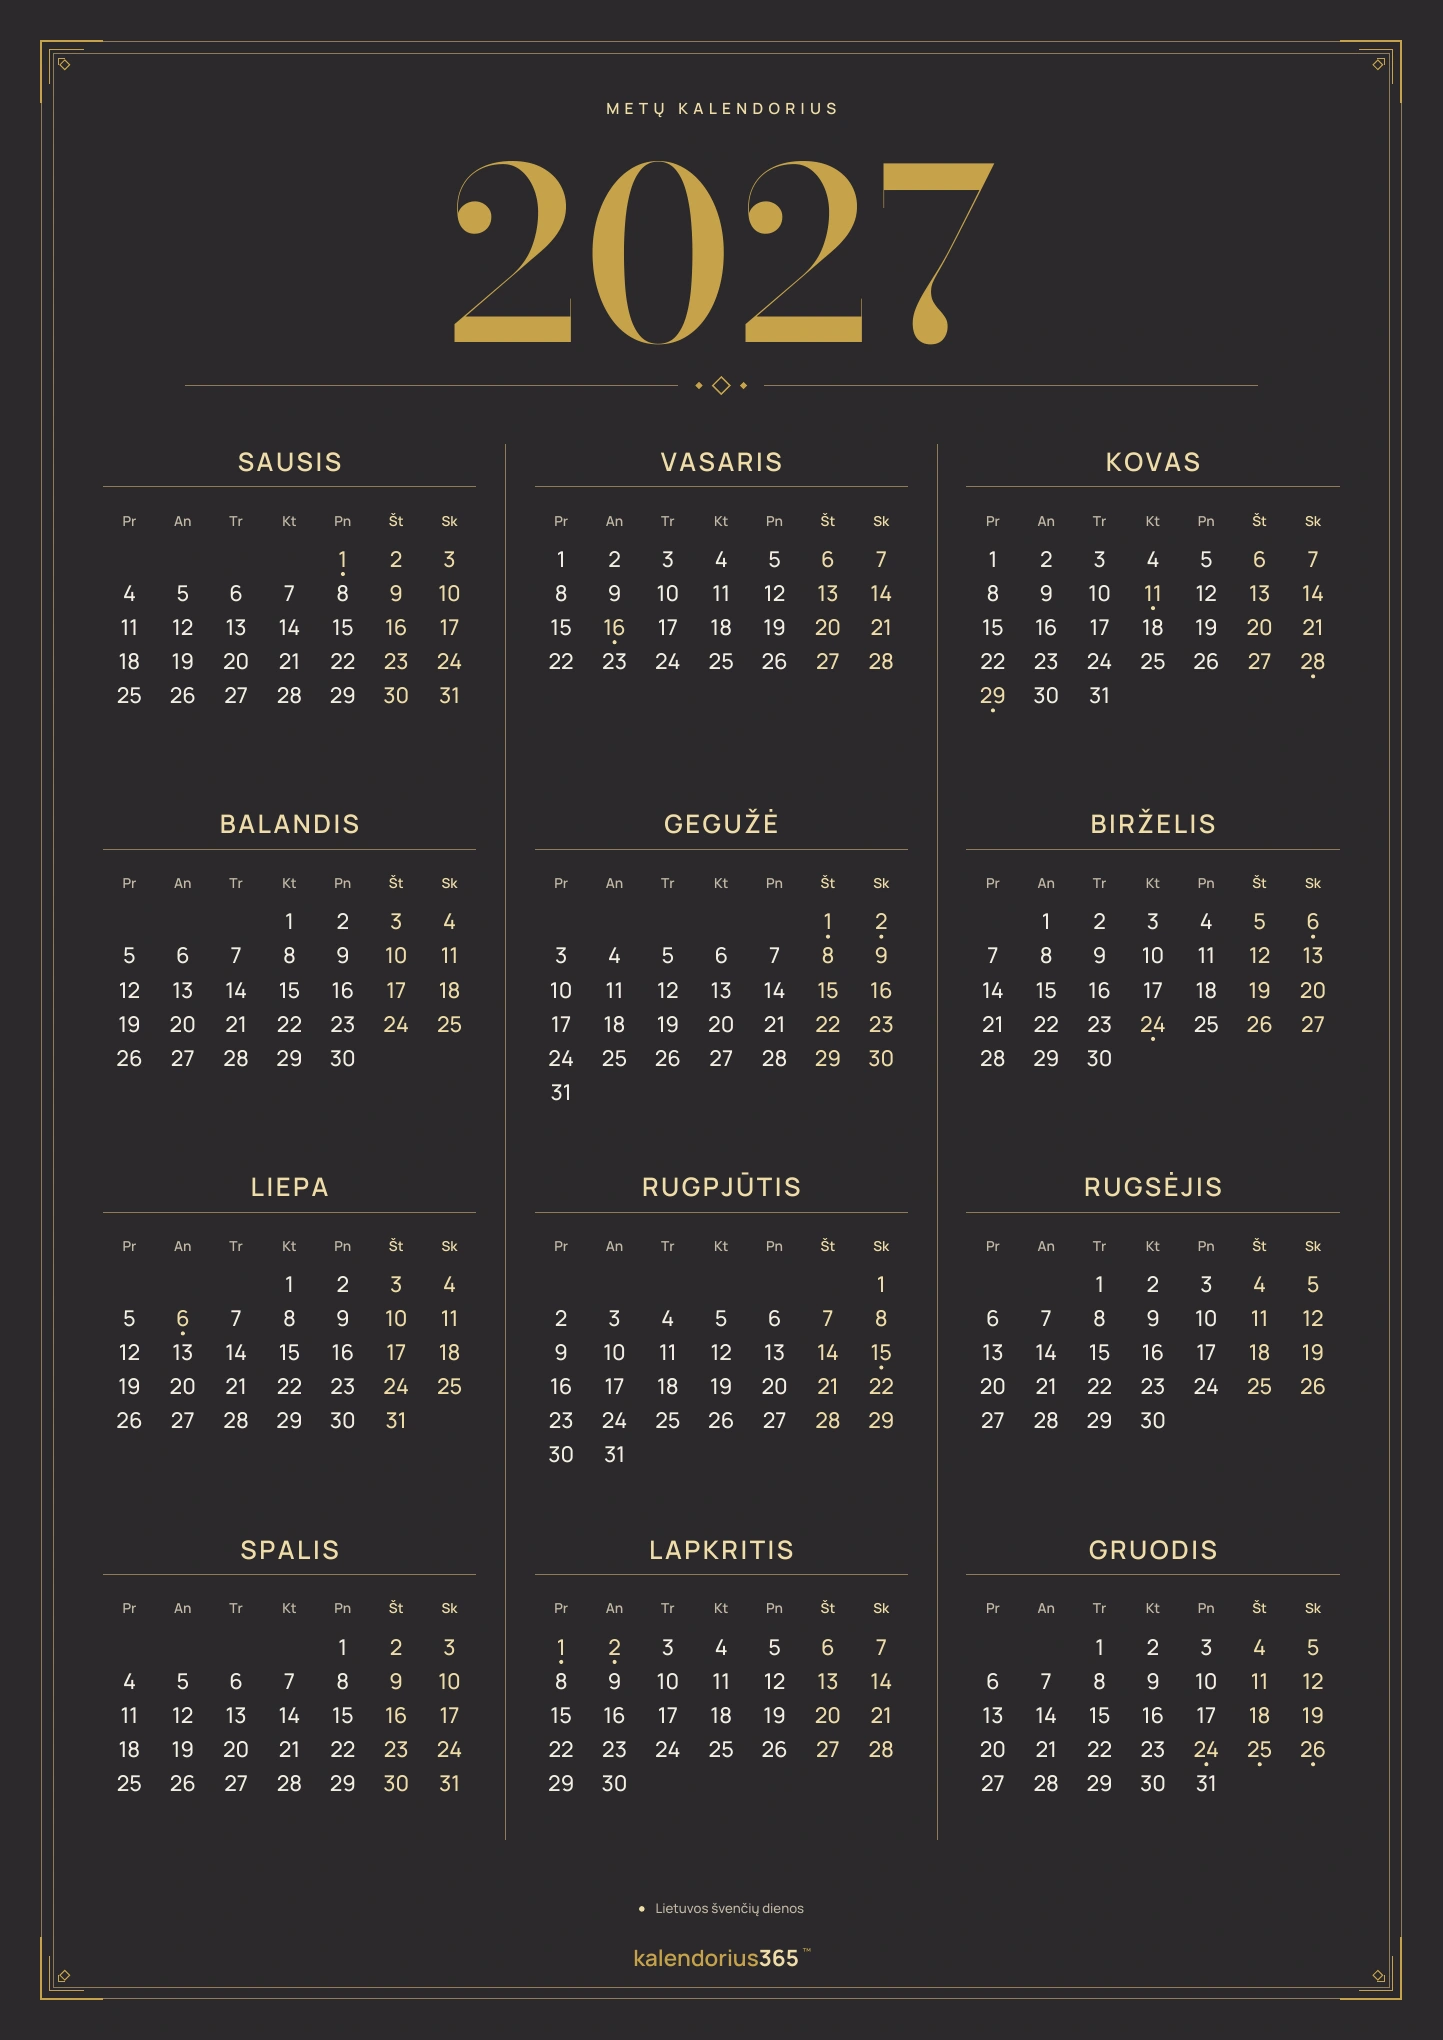 METŲ KALENDORIUS
2027
SAUSIS
Pr An Tr Kt Pn Št Sk
1 2 3
4 5 6 7 8 9 10
11 12 13 14 15 16 17
18 19 20 21 22 23 24
25 26 27 28 29 30 31
VASARIS
Pr An Tr Kt Pn Št Sk
1 2 3 4 5 6 7
8 9 10 11 12 13 14
15 16 17 18 19 20 21
22 23 24 25 26 27 28
KOVAS
Pr An Tr Kt Pn Št Sk
1 2 3 4 5 6 7
8 9 10 11 12 13 14
15 16 17 18 19 20 21
22 23 24 25 26 27 28
29 30 31
BALANDIS
Pr An Tr Kt Pn Št Sk
1 2 3 4
5 6 7 8 9 10 11
12 13 14 15 16 17 18
19 20 21 22 23 24 25
26 27 28 29 30
GEGUŽĖ
Pr An Tr Kt Pn Št Sk
1 2
3 4 5 6 7 8 9
10 11 12 13 14 15 16
17 18 19 20 21 22 23
24 25 26 27 28 29 30
31
BIRŽELIS
Pr An Tr Kt Pn Št Sk
1 2 3 4 5 6
7 8 9 10 11 12 13
14 15 16 17 18 19 20
21 22 23 24 25 26 27
28 29 30
LIEPA
Pr An Tr Kt Pn Št Sk
1 2 3 4
5 6 7 8 9 10 11
12 13 14 15 16 17 18
19 20 21 22 23 24 25
26 27 28 29 30 31
RUGPJŪTIS
Pr An Tr Kt Pn Št Sk
1
2 3 4 5 6 7 8
9 10 11 12 13 14 15
16 17 18 19 20 21 22
23 24 25 26 27 28 29
30 31
RUGSĖJIS
Pr An Tr Kt Pn Št Sk
1 2 3 4 5
6 7 8 9 10 11 12
13 14 15 16 17 18 19
20 21 22 23 24 25 26
27 28 29 30
SPALIS
Pr An Tr Kt Pn Št Sk
1 2 3
4 5 6 7 8 9 10
11 12 13 14 15 16 17
18 19 20 21 22 23 24
25 26 27 28 29 30 31
LAPKRITIS
Pr An Tr Kt Pn Št Sk
1 2 3 4 5 6 7
8 9 10 11 12 13 14
15 16 17 18 19 20 21
22 23 24 25 26 27 28
29 30
GRUODIS
Pr An Tr Kt Pn Št Sk
1 2 3 4 5
6 7 8 9 10 11 12
13 14 15 16 17 18 19
20 21 22 23 24 25 26
27 28 29 30 31
• Lietuvos švenčių dienos
kalendorius365™